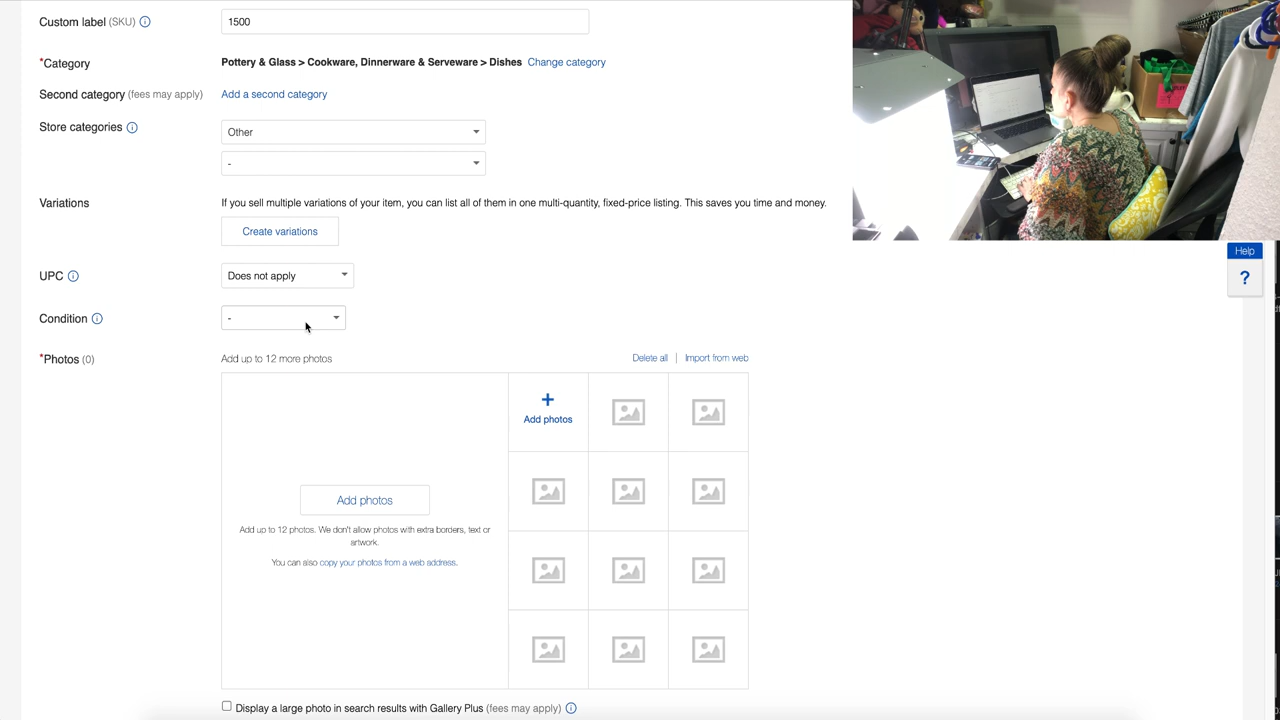 Custom label (SKU)
1500
*Category
Pottery & Glass > Cookware, Dinnerware & Serveware > Dishes Change category
Second category (fees may apply)
Add a second category
Store categories
Other
-
Variations
If you sell multiple variations of your item, you can list all of them in one multi-quantity, fixed-price listing. This saves you time and money.
Create variations
Help
?
UPC
Does not apply
Condition
-
*Photos (0)
Add up to 12 more photos
Delete all | Import from web
+
Add photos
Add photos
Add up to 12 photos. We don't allow photos with extra borders, text or
artwork.
You can also copy your photos from a web address.
Display a large photo in search results with Gallery Plus (fees may apply)